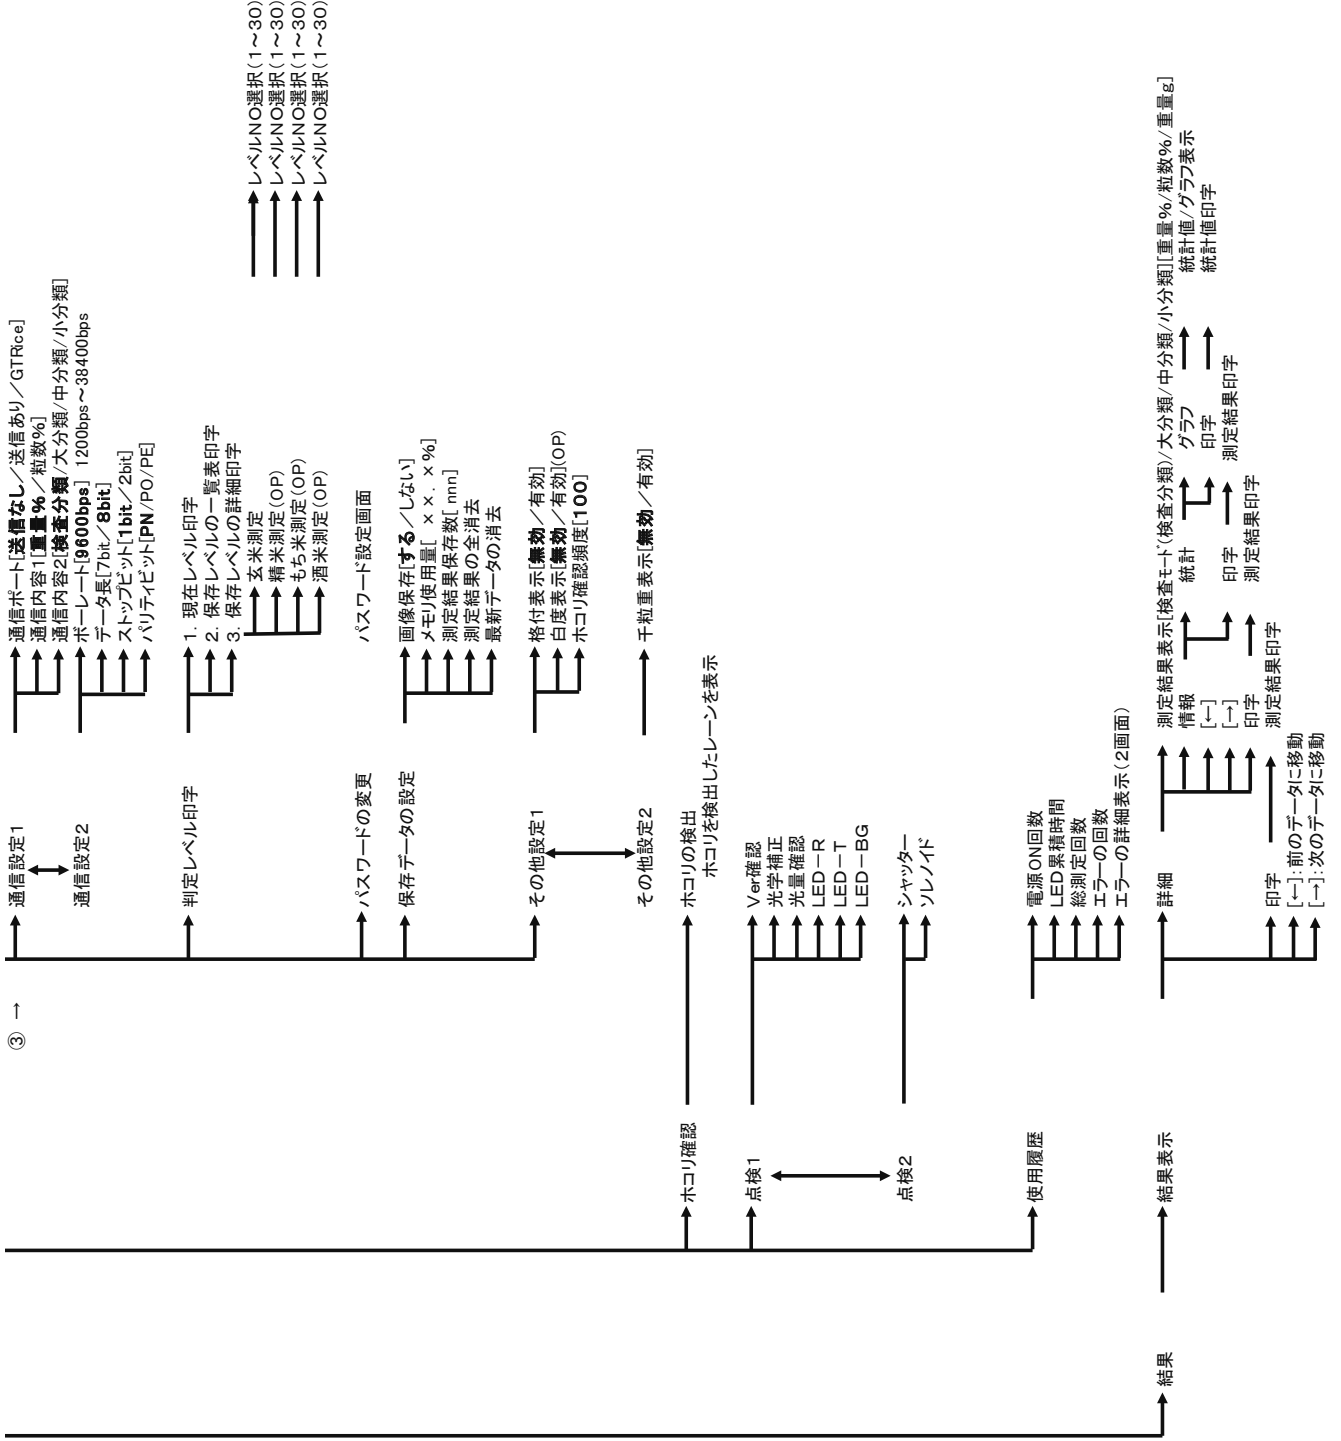 ③ →
通信設定1
通信ポート[送信なし／送信あり／GTRice]
通信内容1[重量%／粒数%]
通信内容2[検査分類/大分類/中分類/小分類]
通信設定2
ボーレート[9600bps] 1200bps～38400bps
データ長[7bit／8bit]
ストップビット[1bit／2bit]
パリティビット[PN/PO/PE]
判定レベル印字
1. 現在レベル印字
2. 保存レベルの一覧表印字
3. 保存レベルの詳細印字
玄米測定
レベルNO選択(1～30)
精米測定(OP)
レベルNO選択(1～30)
もち米測定(OP)
レベルNO選択(1～30)
酒米測定(OP)
レベルNO選択(1～30)
パスワードの変更
パスワード設定画面
保存データの設定
画像保存[する／しない]
メモリ使用量[ ××.×%]
測定結果保存数[ nnn]
測定結果の全消去
最新データの消去
その他設定1
格付表示[無効／有効]
白度表示[無効／有効](OP)
ホコリ確認頻度[100]
その他設定2
千粒重表示[無効／有効]
ホコリ確認
ホコリの検出
ホコリを検出したレーンを表示
点検1
Ver確認
光学補正
光量確認
LED－R
LED－T
LED－BG
点検2
シャッター
ソレノイド
使用履歴
電源ON回数
LED累積時間
総測定回数
エラーの回数
エラーの詳細表示(2画面)
結果
結果表示
詳細
測定結果表示[検査モード(検査分類)/大分類/中分類/小分類][重量%/粒数%/重量g]
情報
統計
グラフ
統計値/グラフ表示
[←]
印字
統計値印字
[→]
印字
測定結果印字
印字
測定結果印字
印字
測定結果印字
[←]:前のデータに移動
[→]:次のデータに移動